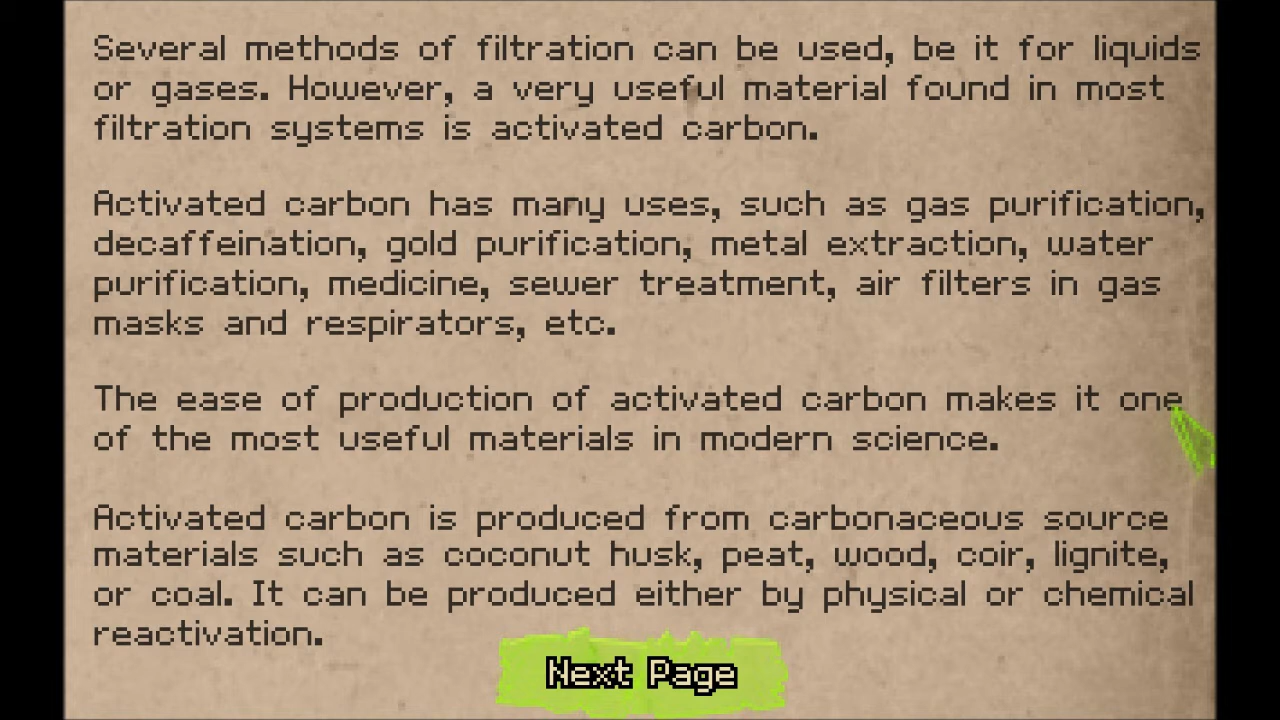 Several methods of filtration can be used, be it for liquids
or gases. However, a very useful material found in most
filtration systems is activated carbon.
Activated carbon has many uses, such as gas purification,
decaffeination, gold purification, metal extraction, water
purification, medicine, sewer treatment, air filters in gas
masks and respirators, etc.
The ease of production of activated carbon makes it one
of the most useful materials in modern science.
Activated carbon is produced from carbonaceous source
materials such as coconut husk, peat, wood, coir, lignite,
or coal. It can be produced either by physical or chemical
reactivation.
Next Page